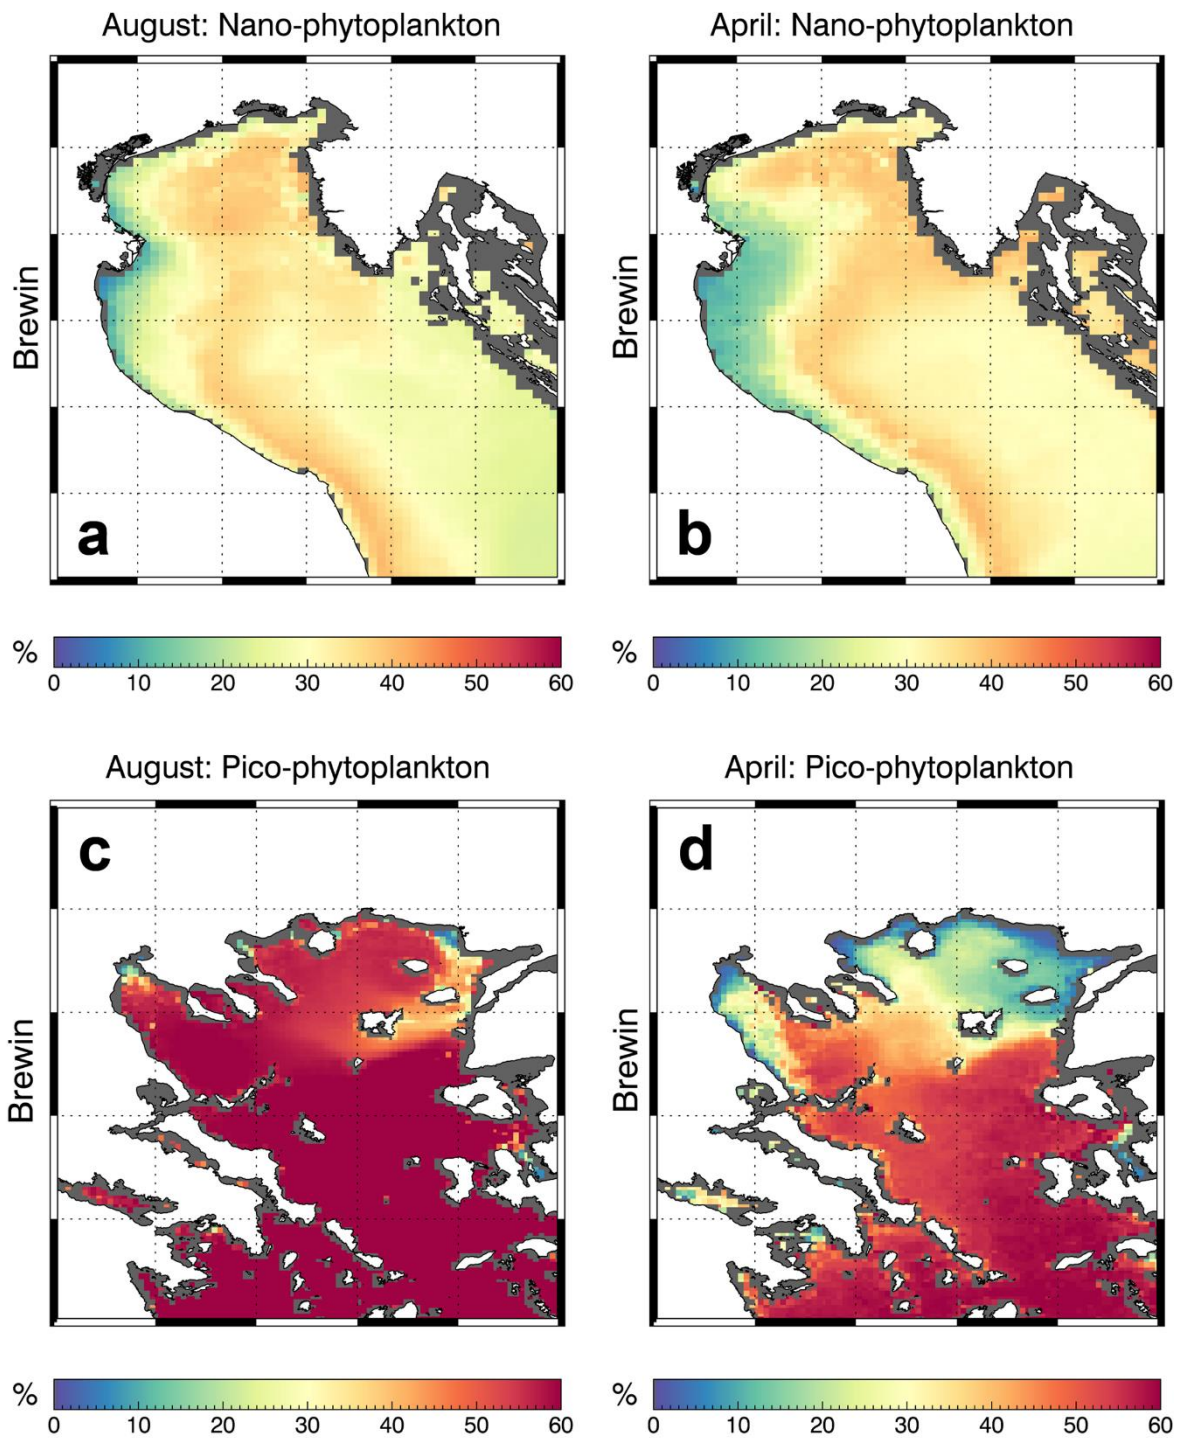 August: Nano-phytoplankton
April: Nano-phytoplankton
Brewin
a
Brewin
b
%
0 10 20 30 40 50 60
%
0 10 20 30 40 50 60
August: Pico-phytoplankton
April: Pico-phytoplankton
Brewin
c
Brewin
d
%
0 10 20 30 40 50 60
%
0 10 20 30 40 50 60